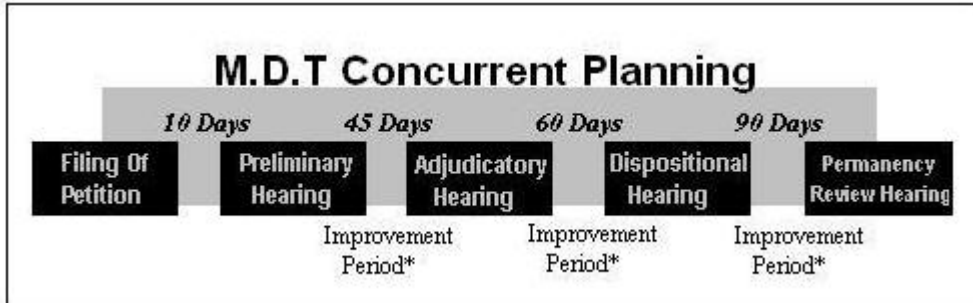 M.D.T Concurrent Planning
10 Days 45 Days 60 Days 90 Days
Filing Of
Petition
Preliminary
Hearing
Adjudicatory
Hearing
Dispositional
Hearing
Permanency
Review Hearing
Improvement
Period*
Improvement
Period*
Improvement
Period*